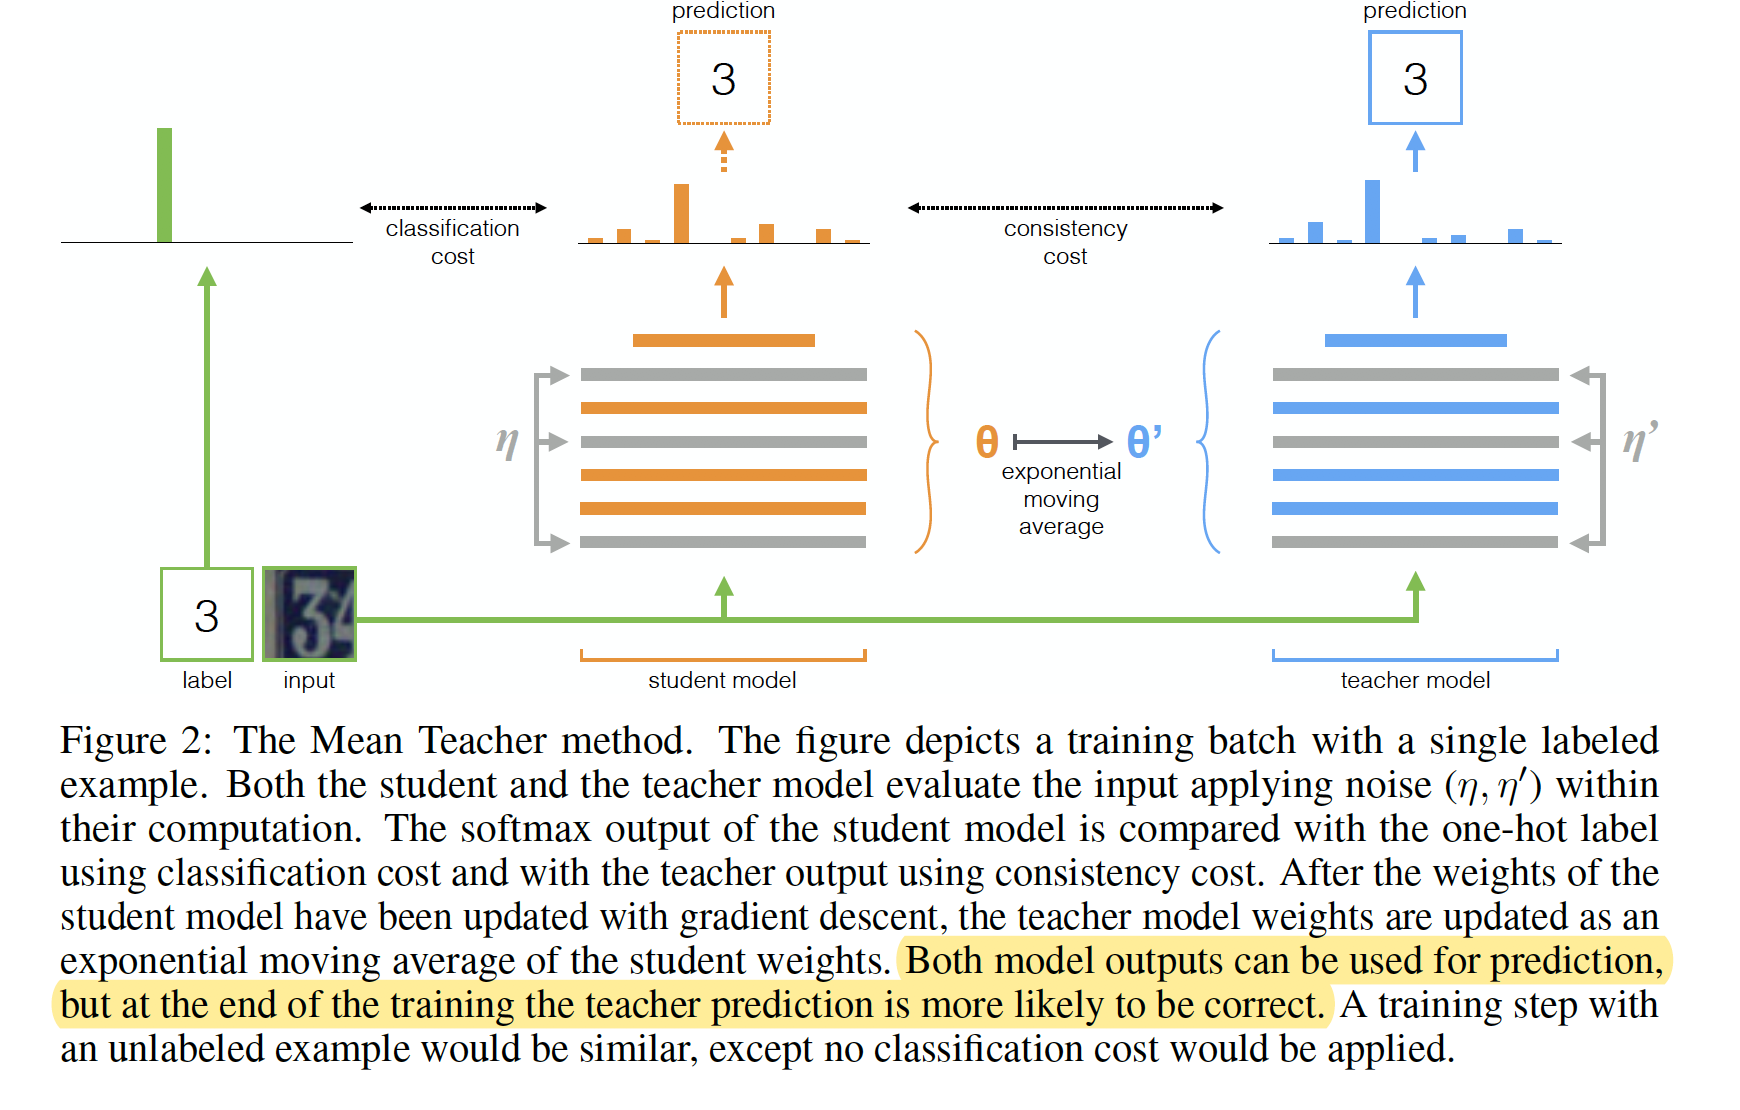 prediction
prediction
3
3
classification
cost
consistency
cost
η
θ
θ’
η’
exponential
moving
average
3
34
label
input
student model
teacher model
Figure 2: The Mean Teacher method. The figure depicts a training batch with a single labeled
example. Both the student and the teacher model evaluate the input applying noise (η, η′) within
their computation. The softmax output of the student model is compared with the one-hot label
using classification cost and with the teacher output using consistency cost. After the weights of the
student model have been updated with gradient descent, the teacher model weights are updated as an
exponential moving average of the student weights. Both model outputs can be used for prediction,
but at the end of the training the teacher prediction is more likely to be correct. A training step with
an unlabeled example would be similar, except no classification cost would be applied.